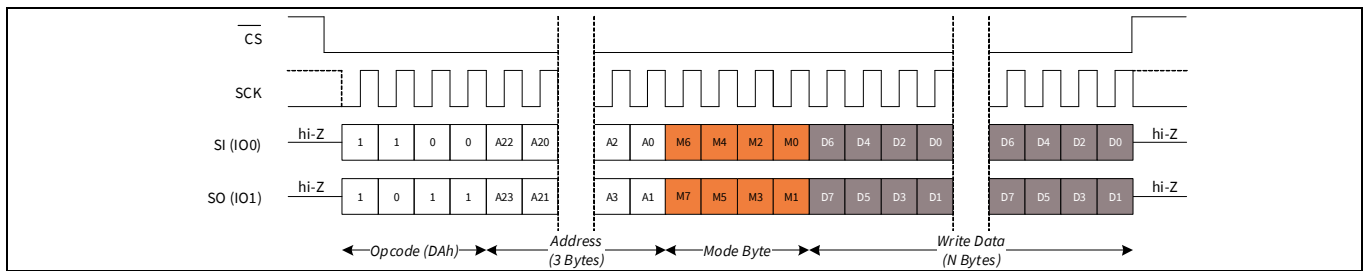 CS
SCK
SI (IO0) hi-Z 1 1 0 0 A22 A20 A2 A0 M6 M4 M2 M0 D6 D4 D2 D0 D6 D4 D2 D0 hi-Z
SO (IO1) hi-Z 1 0 1 1 A23 A21 A3 A1 M7 M5 M3 M1 D7 D5 D3 D1 D7 D5 D3 D1 hi-Z
Opcode (DAh) Address (3 Bytes) Mode Byte Write Data (N Bytes)